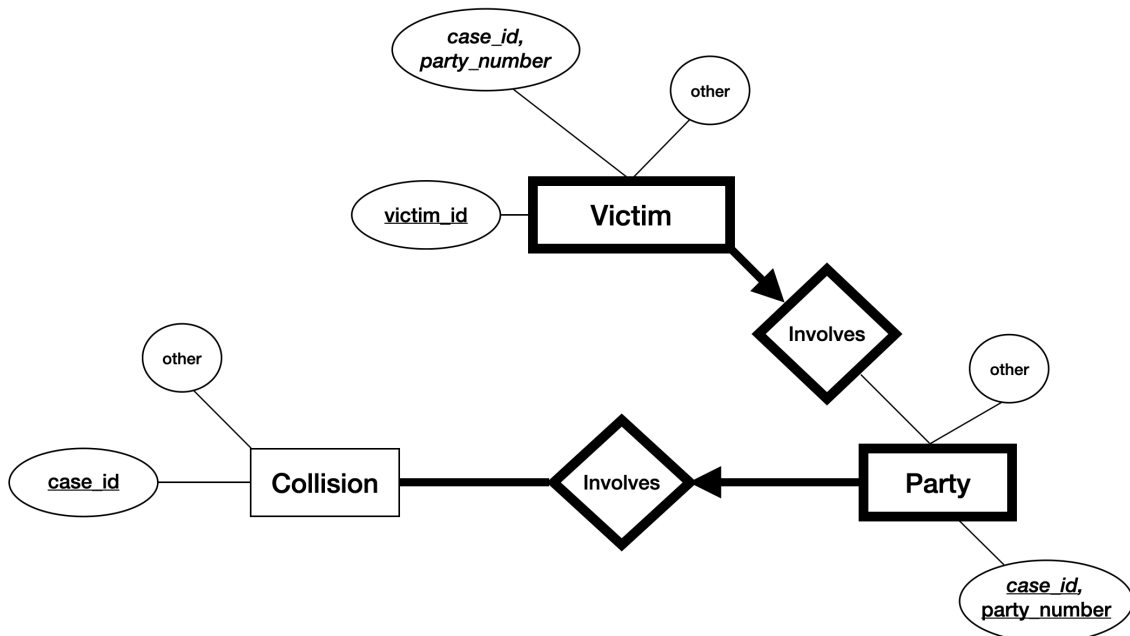 case_id,
party_number
other
victim_id
Victim
Involves
other
other
case_id
Collision
Involves
Party
case_id,
party_number